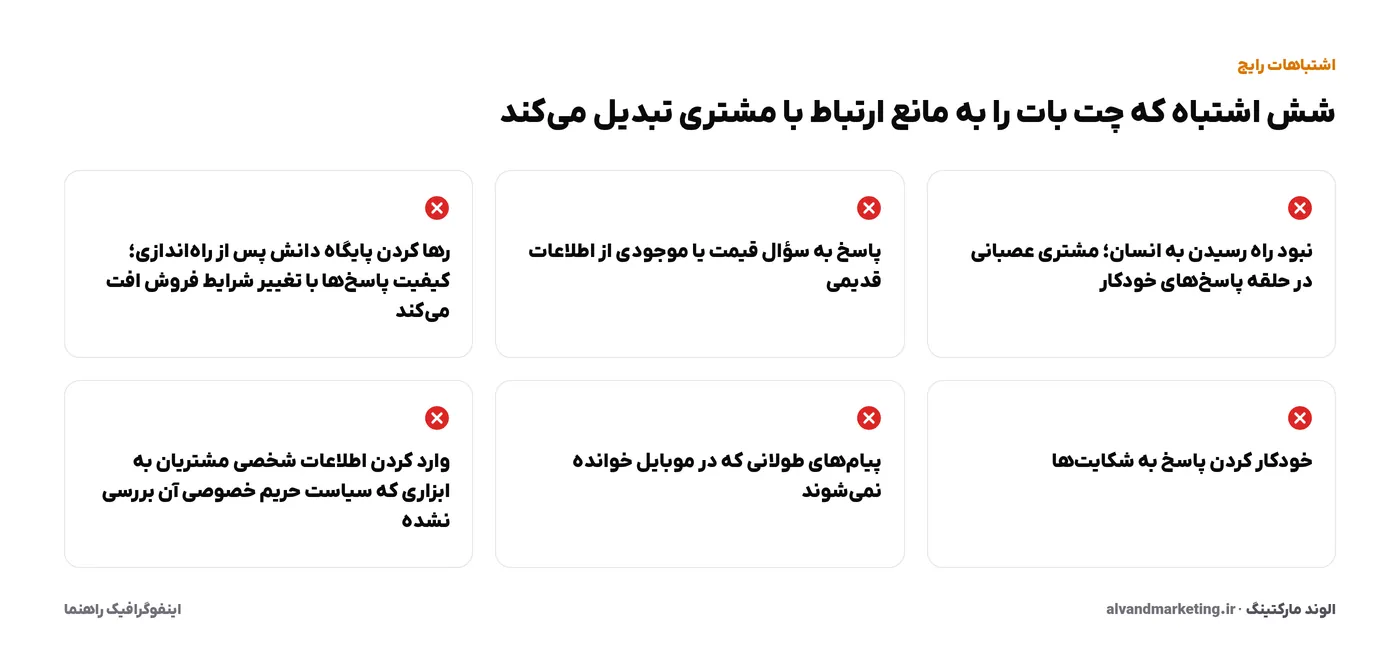 اشتباهات رایج
شش اشتباه که چت بات را به مانع ارتباط با مشتری تبدیل می‌کند
نبود راه رسیدن به انسان؛ مشتری عصبانی
در حلقه پاسخ‌های خودکار
پاسخ به سؤال قیمت یا موجودی از اطلاعات
قدیمی
رها کردن پایگاه دانش پس از راه‌اندازی؛
کیفیت پاسخ‌ها با تغییر شرایط فروش افت
می‌کند
خودکار کردن پاسخ به شکایت‌ها
پیام‌های طولانی که در موبایل خوانده
نمی‌شوند
وارد کردن اطلاعات شخصی مشتریان به
ابزاری که سیاست حریم خصوصی آن بررسی
نشده
الوند مارکتینگ · alvandmarketing.ir
اینفوگرافیک راهنما